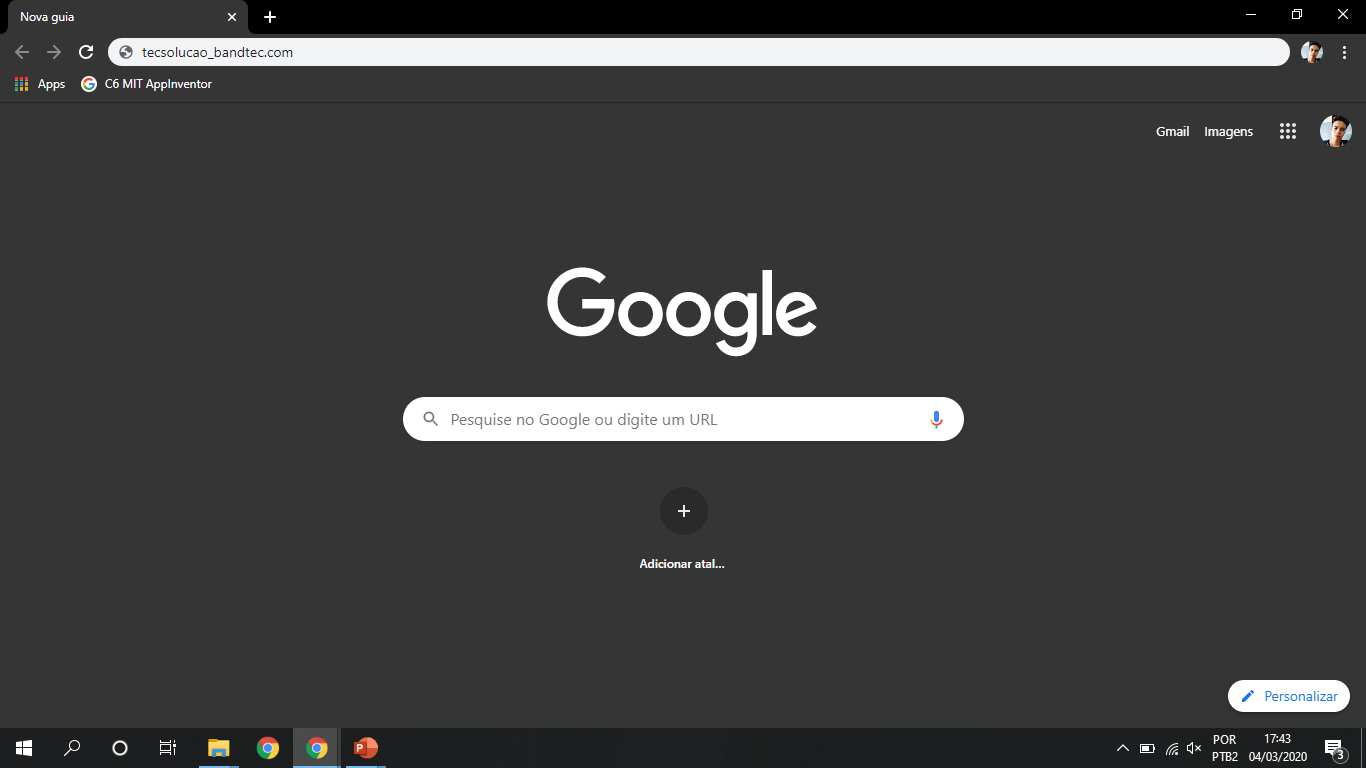 Nova guia
tecsolucao_bandtec.com
Apps C6 MIT AppInventor
Gmail Imagens
Google
Pesquise no Google ou digite um URL
Adicionar atal...
Personalizar
POR 17:43
PTB2 04/03/2020
P
3